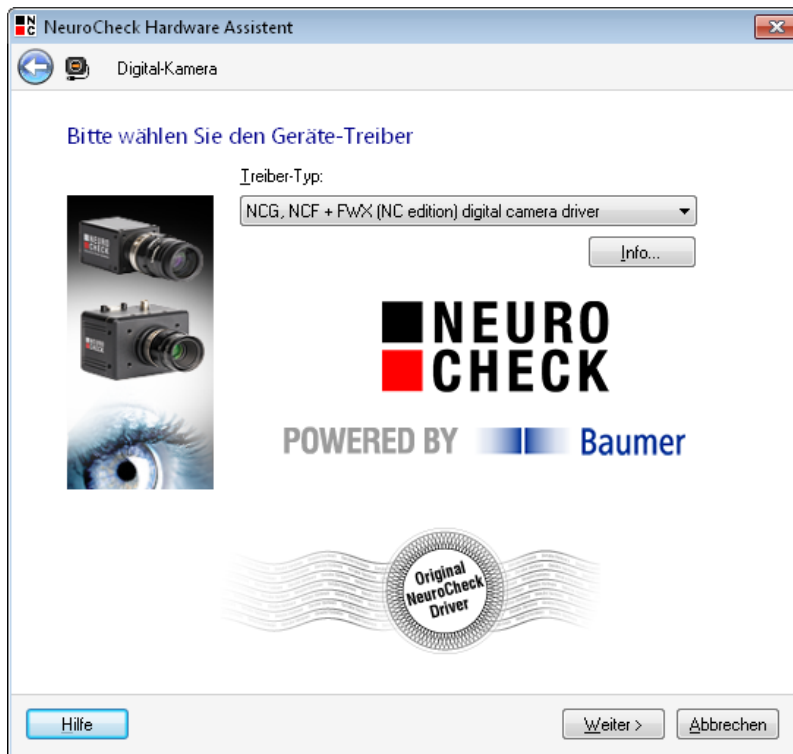 NeuroCheck Hardware Assistent
Digital-Kamera
Bitte wählen Sie den Geräte-Treiber
Treiber-Typ:
NCG, NCF + FWX (NC edition) digital camera driver
Info...
NEURO
CHECK
POWERED BY Baumer
Original
NeuroCheck
Driver
Hilfe
Weiter >
Abbrechen